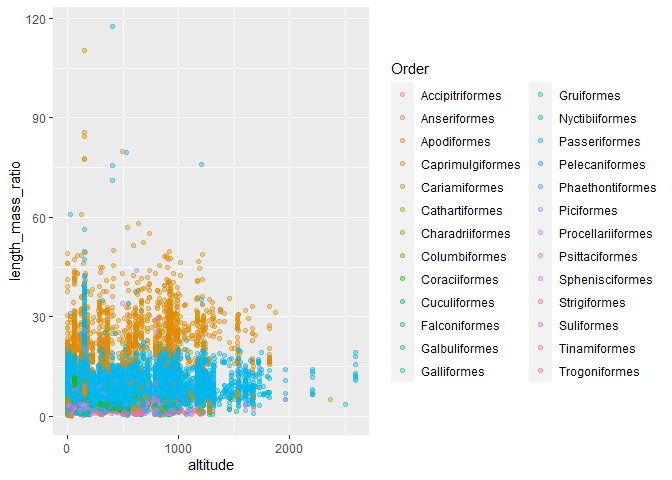 120
90
60
30
0
length_mass_ratio
0
1000
2000
altitude
Order
Accipitriformes
Anseriformes
Apodiformes
Caprimulgiformes
Cariamiformes
Cathartiformes
Charadriiformes
Columbiformes
Coraciiformes
Cuculiformes
Falconiformes
Galbuliformes
Galliformes
Gruiformes
Nyctibiiformes
Passeriformes
Pelecaniformes
Phaethontiformes
Piciformes
Procellariiformes
Psittaciformes
Sphenisciformes
Strigiformes
Suliformes
Tinamiformes
Trogoniformes